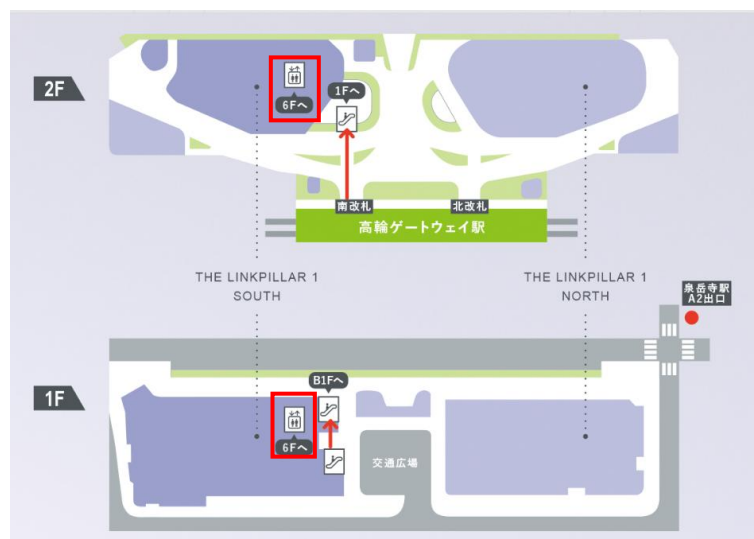 2F
6Fへ
1Fへ
南改札
北改札
高輪ゲートウェイ駅
THE LINKPILLAR 1
SOUTH
THE LINKPILLAR 1
NORTH
泉岳寺駅
A2出口
1F
B1Fへ
6Fへ
交通広場